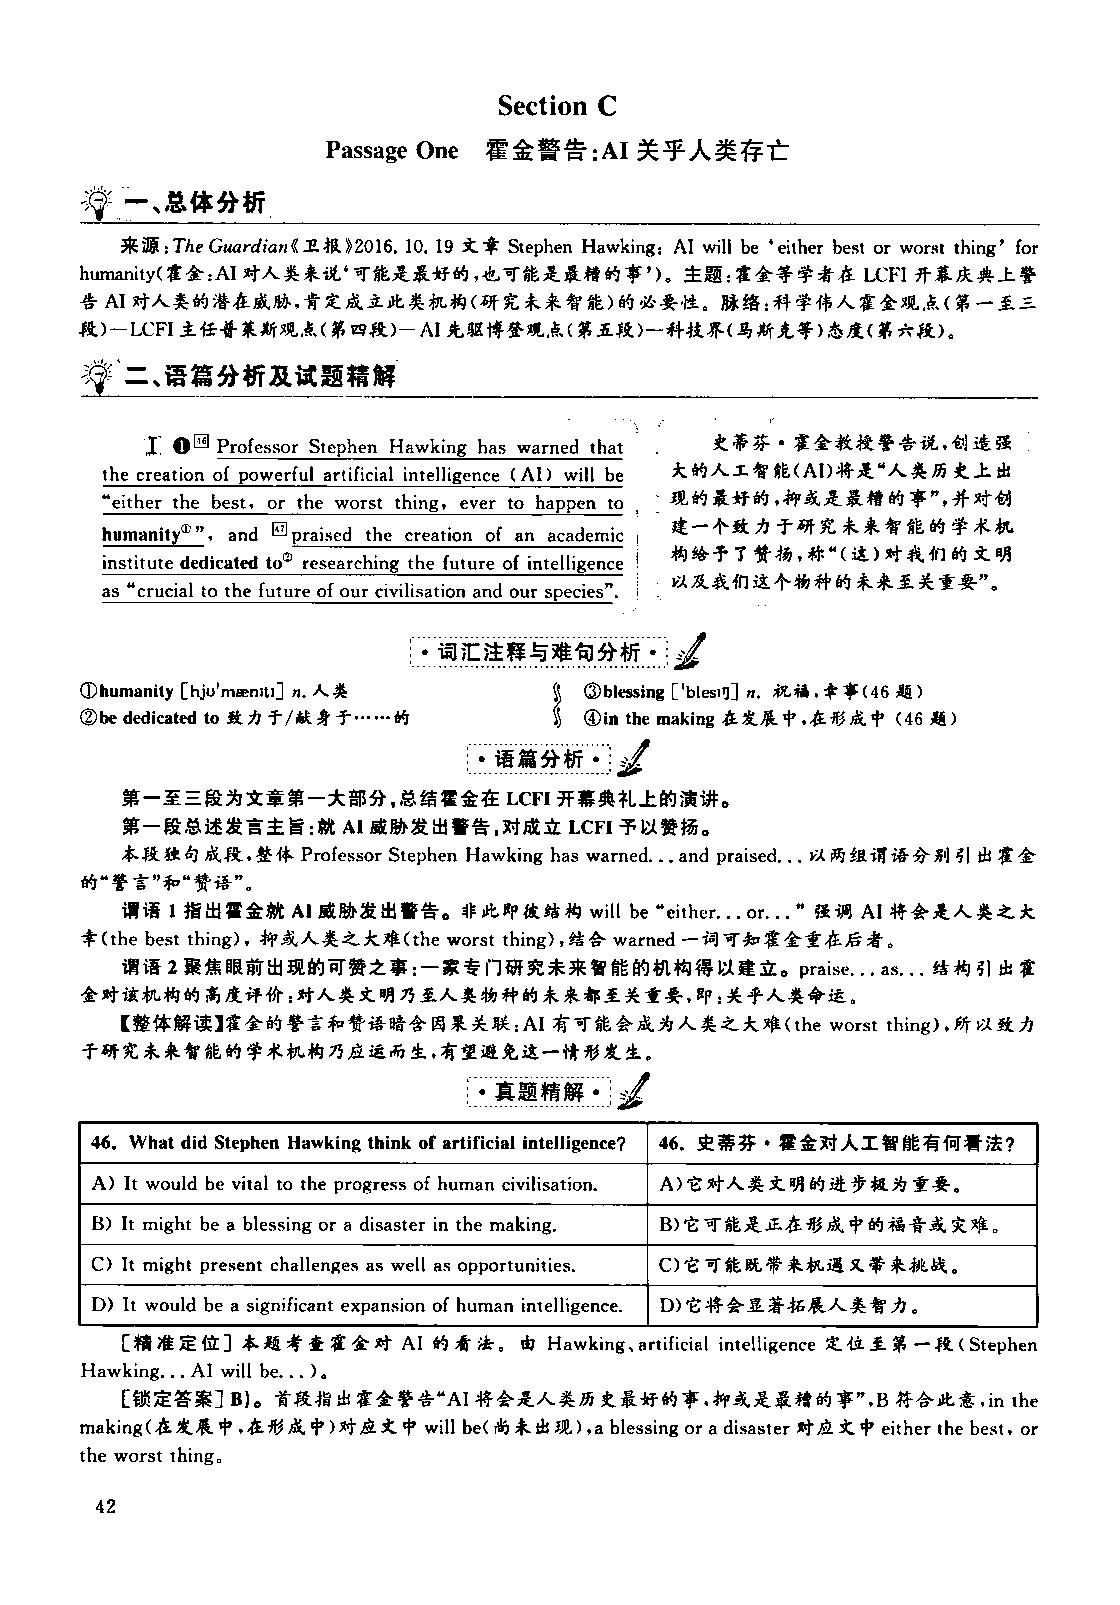 Section C
Passage One 霍金警告:AI关乎人类存亡
一、总体分析
来源:The Guardian《卫报》2016.10.19文章 Stephen Hawking: AI will be ‘either best or worst thing’ for
humanity(霍金:AI对人类来说‘可能是最好的,也可能是最糟的事’)。主题:霍金等学者在LCFI开幕庆典上警
告AI对人类的潜在威胁,肯定成立此类机构(研究未来智能)的必要性。脉络:科学伟人霍金观点(第一至三
段)—LCFI主任普莱斯观点(第四段)—AI先驱博登观点(第五段)—科技界(马斯克等)态度(第六段)。
二、语篇分析及试题精解
Ⅰ ❶[46] Professor Stephen Hawking has warned that
the creation of powerful artificial intelligence (AI) will be
“either the best, or the worst thing, ever to happen to
humanity①”, and [47] praised the creation of an academic
institute dedicated to② researching the future of intelligence
as “crucial to the future of our civilisation and our species”.
史蒂芬·霍金教授警告说,创造强
大的人工智能(AI)将是“人类历史上出
现的最好的,抑或是最糟的事”,并对创
建一个致力于研究未来智能的学术机
构给予了赞扬,称“(这)对我们的文明
以及我们这个物种的未来至关重要”。
·词汇注释与难句分析·
①humanity [hjʊˈmænɪtɪ] n. 人类
②be dedicated to 致力于/献身于……的
③blessing [ˈblesɪŋ] n. 祝福,幸事(46题)
④in the making 在发展中,在形成中 (46题)
·语篇分析·
第一至三段为文章第一大部分,总结霍金在LCFI开幕典礼上的演讲。
第一段总述发言主旨:就AI威胁发出警告,对成立LCFI予以赞扬。
本段独句成段,整体 Professor Stephen Hawking has warned...and praised...以两组谓语分别引出霍金
的“警言”和“赞语”。
谓语1指出霍金就AI威胁发出警告。非此即彼结构 will be “either...or...” 强调AI将会是人类之大
幸(the best thing),抑或人类之大难(the worst thing),结合 warned 一词可知霍金重在后者。
谓语2聚焦眼前出现的可赞之事:一家专门研究未来智能的机构得以建立。praise...as...结构引出霍
金对该机构的高度评价:对人类文明乃至人类物种的未来都至关重要,即:关乎人类命运。
【整体解读】霍金的警言和赞语暗含因果关联:AI有可能会成为人类之大难(the worst thing),所以致力
于研究未来智能的学术机构乃应运而生,有望避免这一情形发生。
·真题精解·
46. What did Stephen Hawking think of artificial intelligence?
46. 史蒂芬·霍金对人工智能有何看法?
A) It would be vital to the progress of human civilisation.
A)它对人类文明的进步极为重要。
B) It might be a blessing or a disaster in the making.
B)它可能是正在形成中的福音或灾难。
C) It might present challenges as well as opportunities.
C)它可能既带来机遇又带来挑战。
D) It would be a significant expansion of human intelligence.
D)它将会显著拓展人类智力。
[精准定位] 本题考查霍金对AI的看法。由 Hawking、artificial intelligence 定位至第一段(Stephen
Hawking...AI will be...)。
[锁定答案] B)。首段指出霍金警告“AI将会是人类历史最好的事,抑或是最糟的事”,B符合此意,in the
making(在发展中,在形成中)对应文中 will be(尚未出现),a blessing or a disaster 对应文中 either the best, or
the worst thing。
42